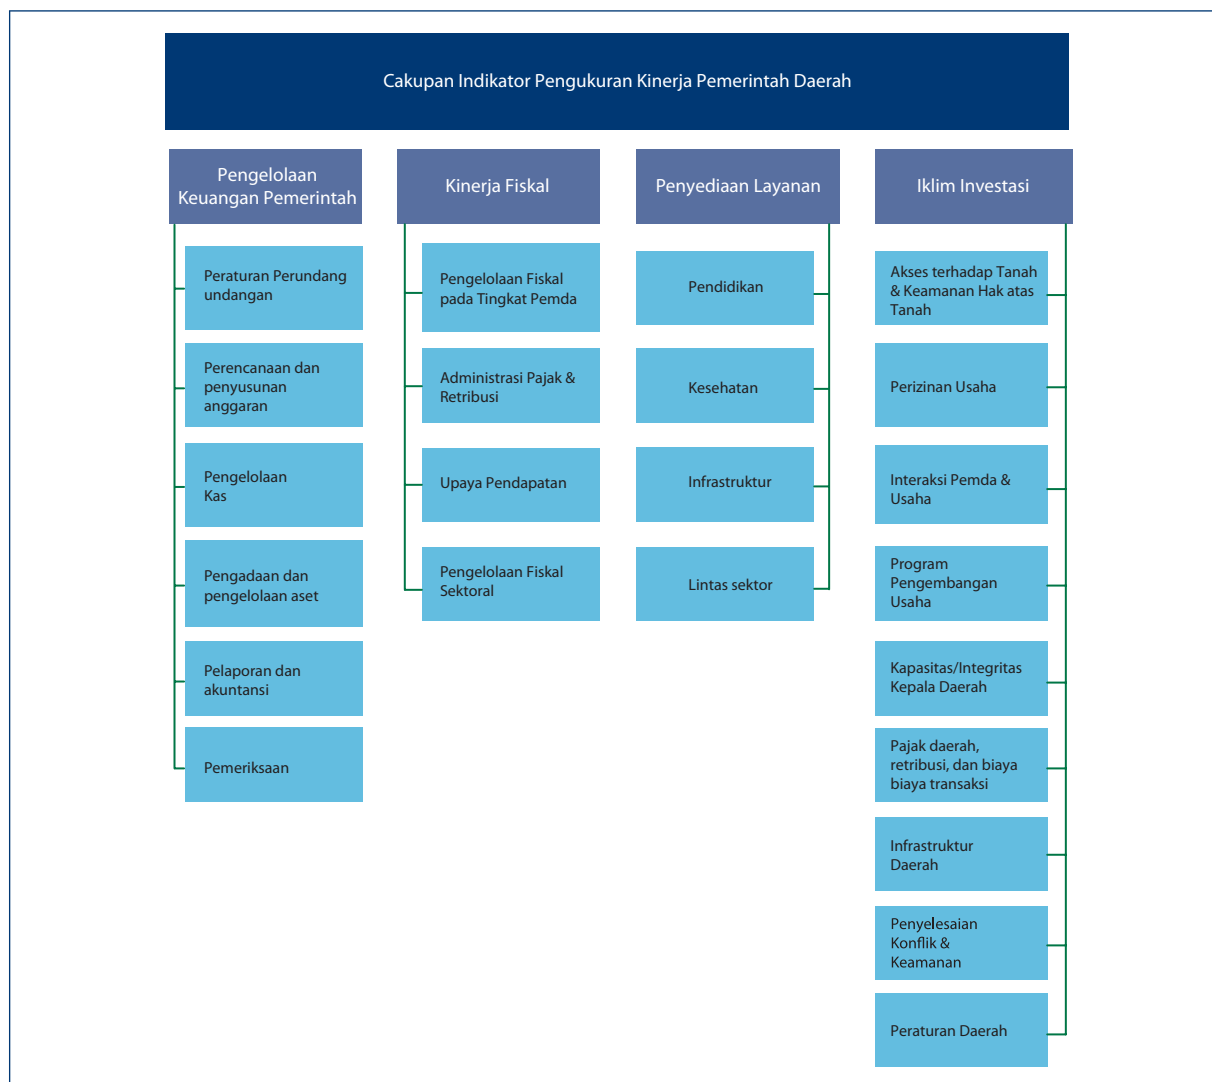 Cakupan Indikator Pengukuran Kinerja Pemerintah Daerah
Pengelolaan
Keuangan Pemerintah
Peraturan Perundang
undangan
Perencanaan dan
penyusunan
anggaran
Pengelolaan
Kas
Pengadaan dan
pengelolaan aset
Pelaporan dan
akuntansi
Pemeriksaan
Kinerja Fiskal
Pengelolaan Fiskal
pada Tingkat Pemda
Administrasi Pajak &
Retribusi
Upaya Pendapatan
Pengelolaan Fiskal
Sektoral
Penyediaan Layanan
Pendidikan
Kesehatan
Infrastruktur
Lintas sektor
Iklim Investasi
Akses terhadap Tanah
& Keamanan Hak atas
Tanah
Perizinan Usaha
Interaksi Pemda &
Usaha
Program
Pengembangan
Usaha
Kapasitas/Integritas
Kepala Daerah
Pajak daerah,
retribusi, dan biaya
biaya transaksi
Infrastruktur
Daerah
Penyelesaian
Konflik &
Keamanan
Peraturan Daerah